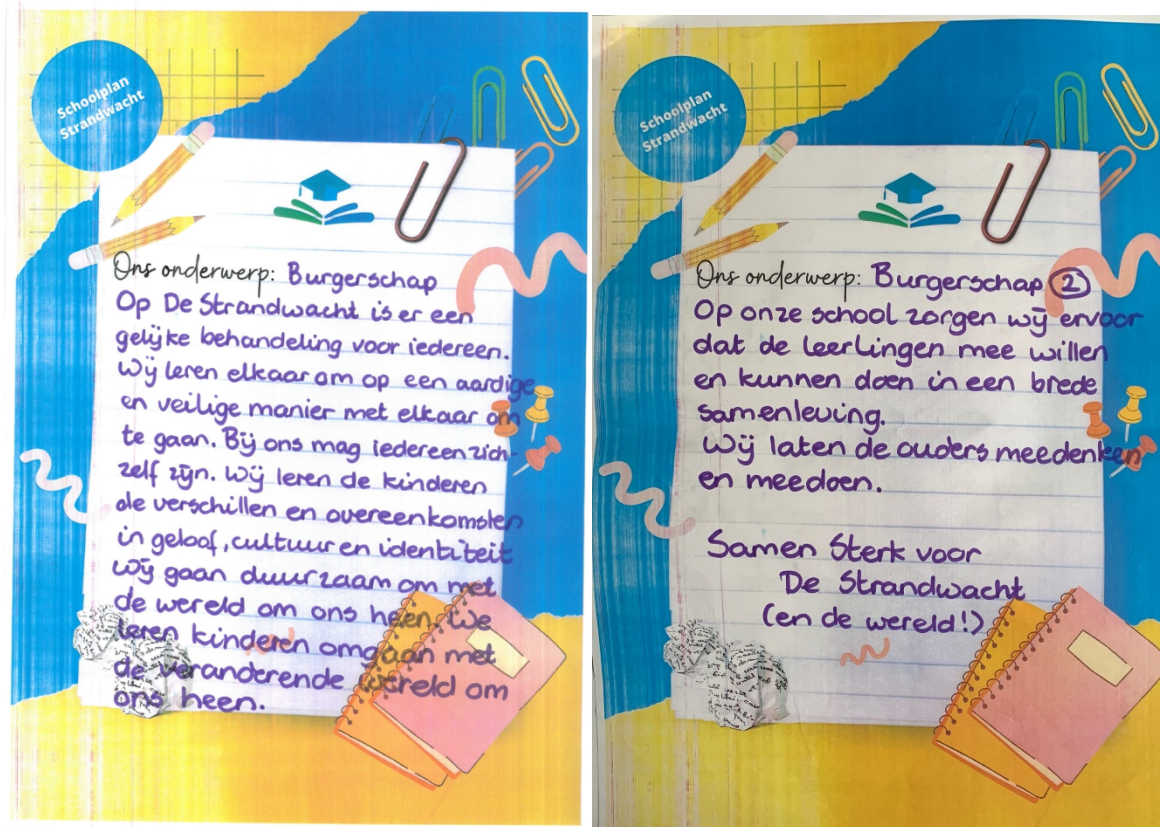 Schoolplan
Strandwacht
Ons onderwerp: Burgerschap
Op De Strandwacht is er een
gelijke behandeling voor iedereen.
Wij leren elkaar om op een aardige
en veilige manier met elkaar om
te gaan. Bij ons mag iedereen zich-
zelf zijn. Wij leren de kinderen
de verschillen en overeenkomsten
in geloof, cultuur en identiteit
Wij gaan duurzaam om met
de wereld om ons heen. We
leren kinderen omgaan met
de veranderende wereld om
ons heen.
Schoolplan
Strandwacht
Ons onderwerp: Burgerschap 2
Op onze school zorgen wij ervoor
dat de leerlingen mee willen
en kunnen doen in een brede
samenleving.
Wij laten de ouders meedenken
en meedoen.
Samen Sterk voor
De Strandwacht
(en de wereld!)